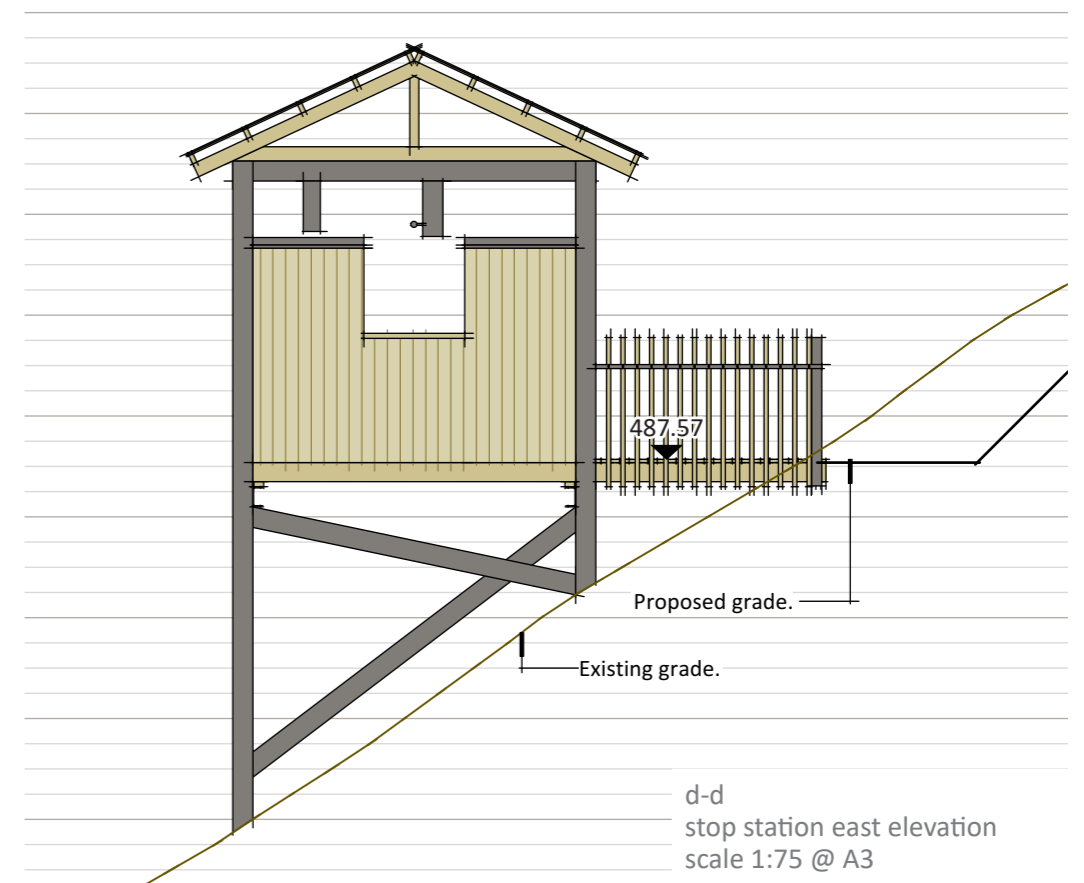 487.57
Proposed grade.
Existing grade.
d-d
stop station east elevation
scale 1:75 @ A3